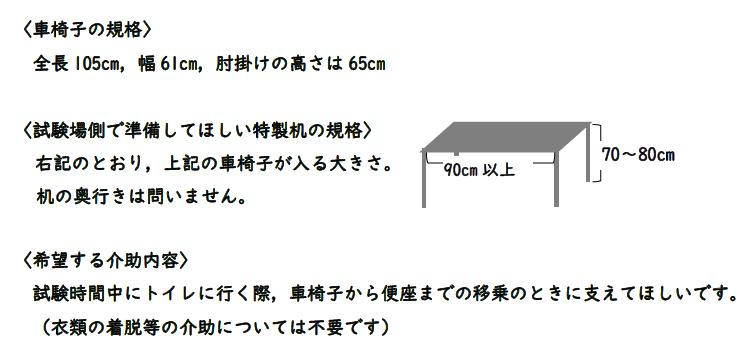 〈車椅子の規格〉
全長105cm，幅61cm，肘掛けの高さは65cm
〈試験場側で準備してほしい特製机の規格〉
右記のとおり，上記の車椅子が入る大きさ。
机の奥行きは問いません。
70～80cm
90cm以上
〈希望する介助内容〉
試験時間中にトイレに行く際，車椅子から便座までの移乗のときに支えてほしいです。
（衣類の着脱等の介助については不要です）